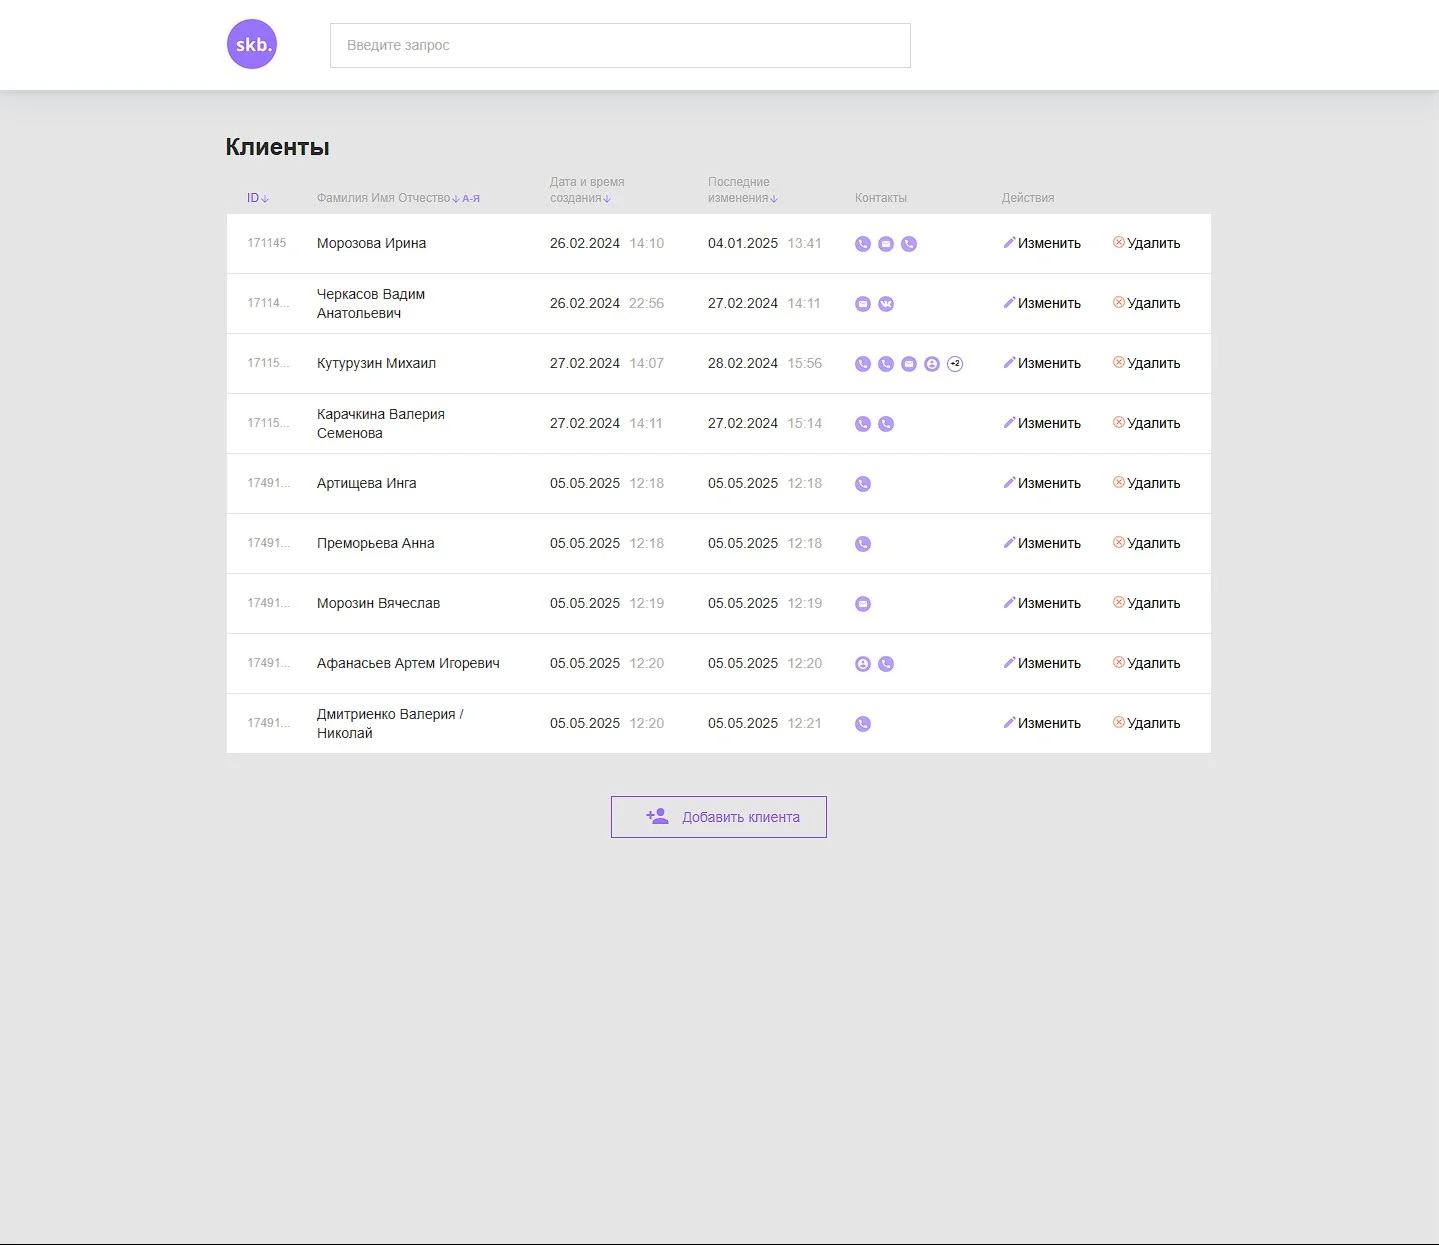 skb.
Введите запрос
Клиенты
ID Фамилия Имя Отчество А-Я Дата и время создания Последние изменения Контакты Действия
171145 Морозова Ирина 26.02.2024 14:10 04.01.2025 13:41 Изменить Удалить
17114... Черкасов Вадим Анатольевич 26.02.2024 22:56 27.02.2024 14:11 Изменить Удалить
17115... Кутурузин Михаил 27.02.2024 14:07 28.02.2024 15:56 +2 Изменить Удалить
17115... Карачкина Валерия Семенова 27.02.2024 14:11 27.02.2024 15:14 Изменить Удалить
17491... Артищева Инга 05.05.2025 12:18 05.05.2025 12:18 Изменить Удалить
17491... Преморьева Анна 05.05.2025 12:18 05.05.2025 12:18 Изменить Удалить
17491... Морозин Вячеслав 05.05.2025 12:19 05.05.2025 12:19 Изменить Удалить
17491... Афанасьев Артем Игоревич 05.05.2025 12:20 05.05.2025 12:20 Изменить Удалить
17491... Дмитриенко Валерия / Николай 05.05.2025 12:20 05.05.2025 12:21 Изменить Удалить
Добавить клиента